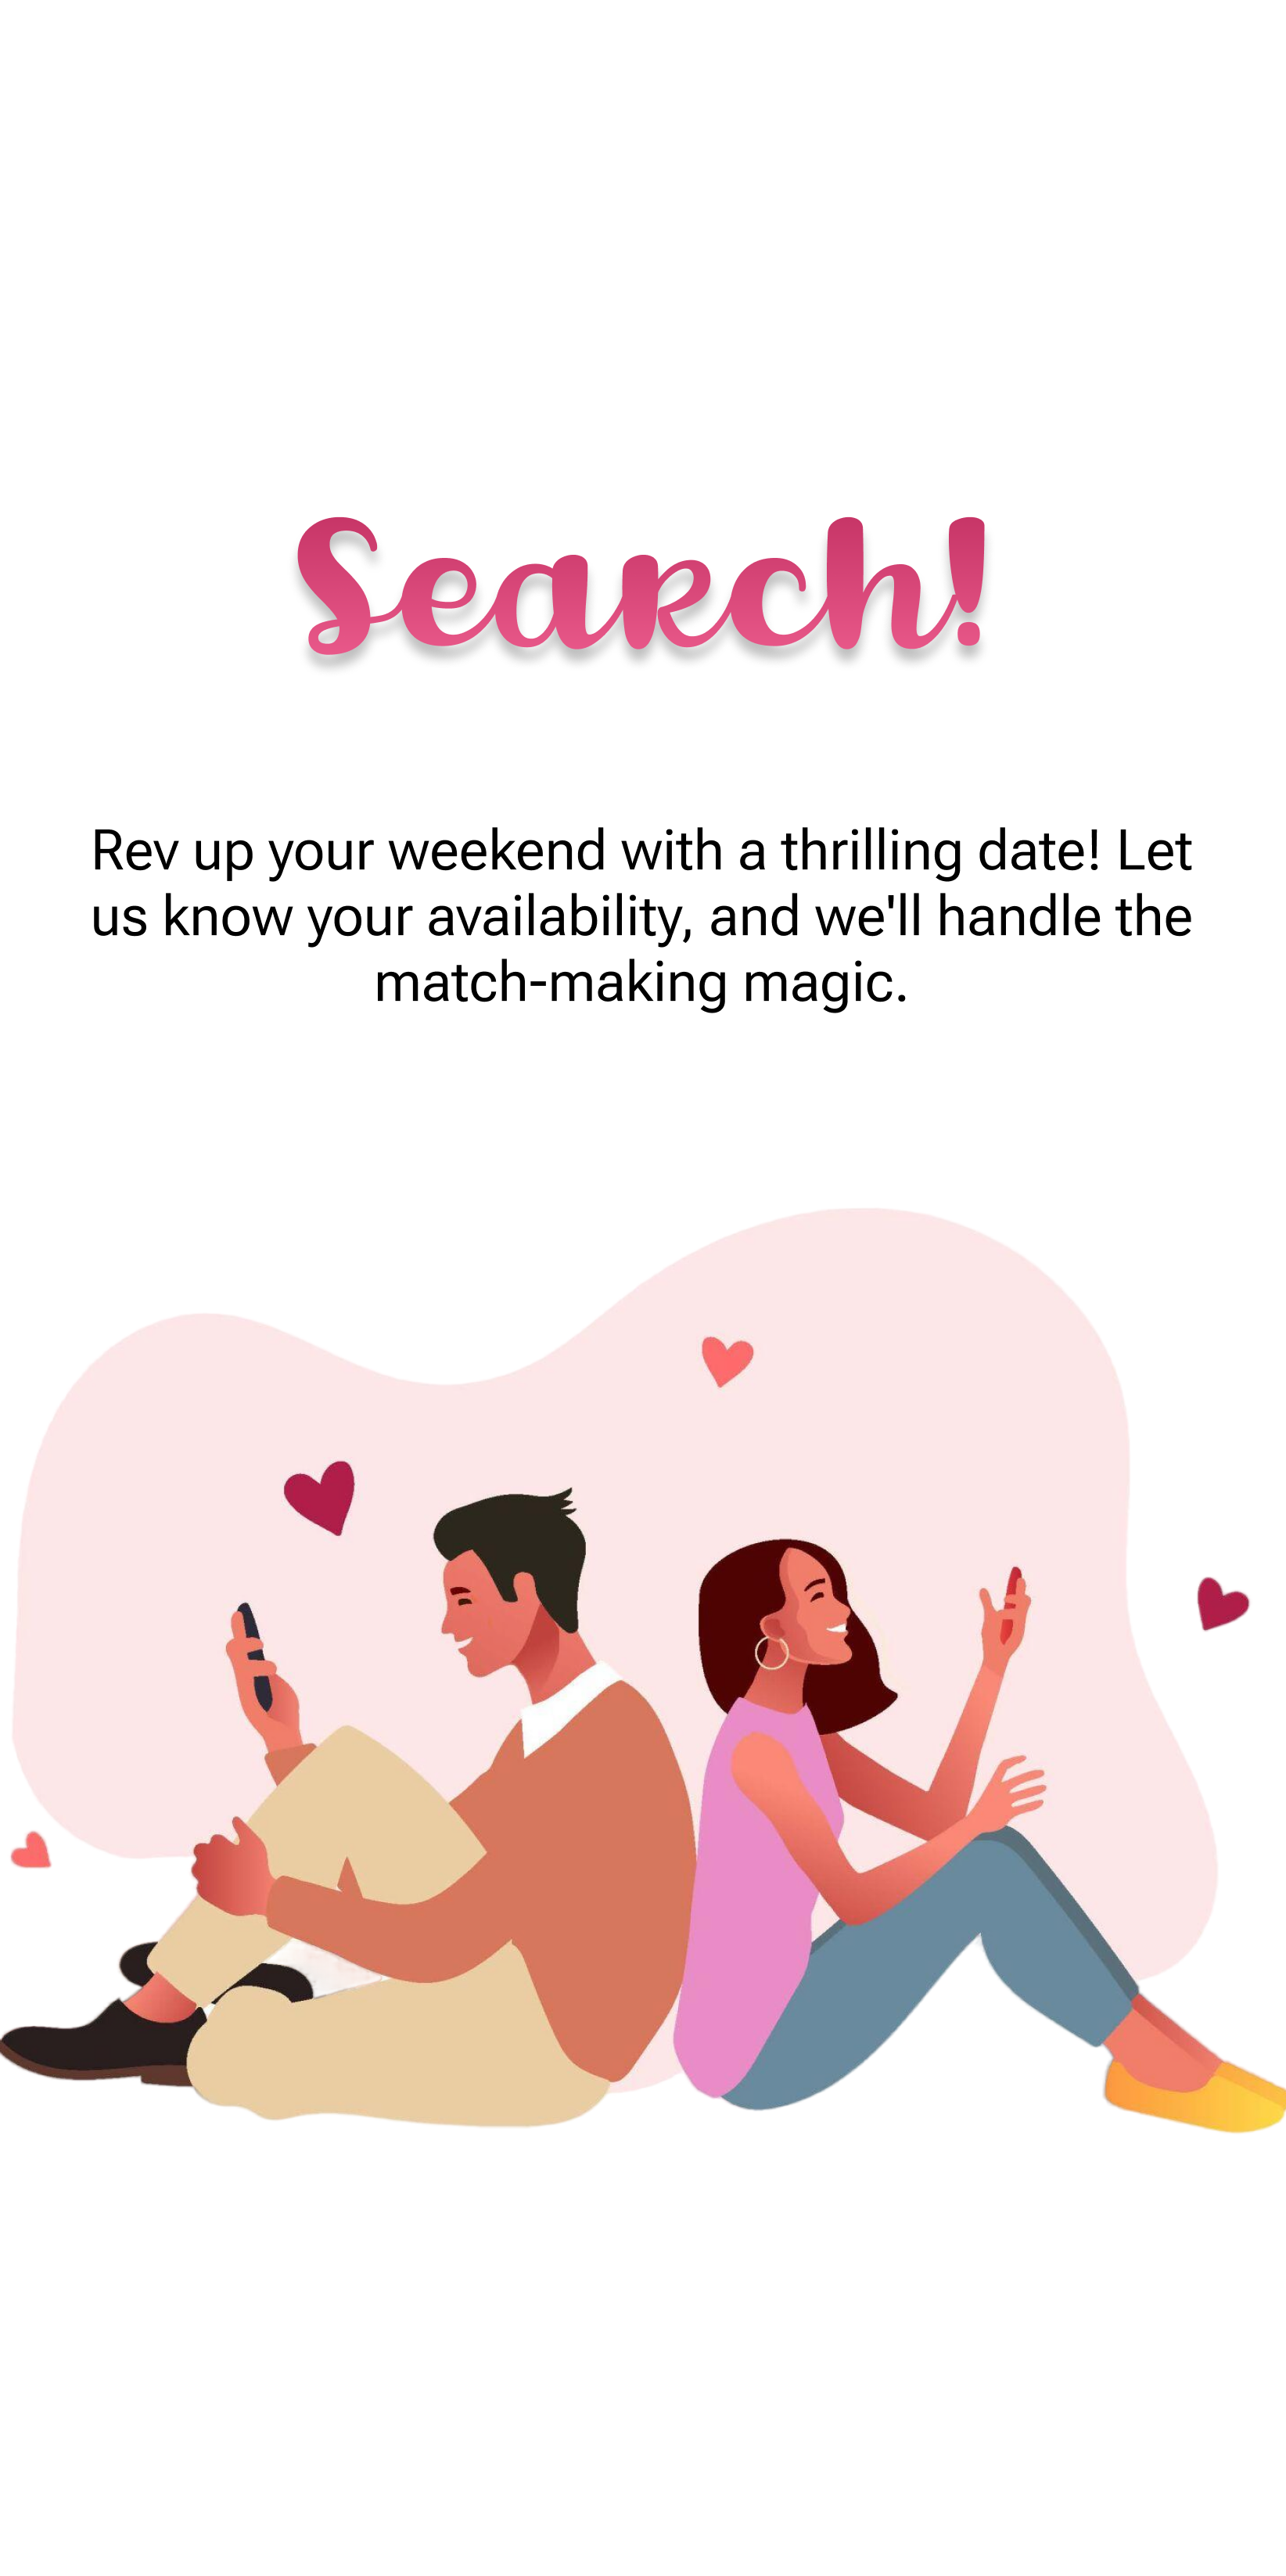 Search!
Rev up your weekend with a thrilling date! Let
us know your availability, and we'll handle the
match-making magic.